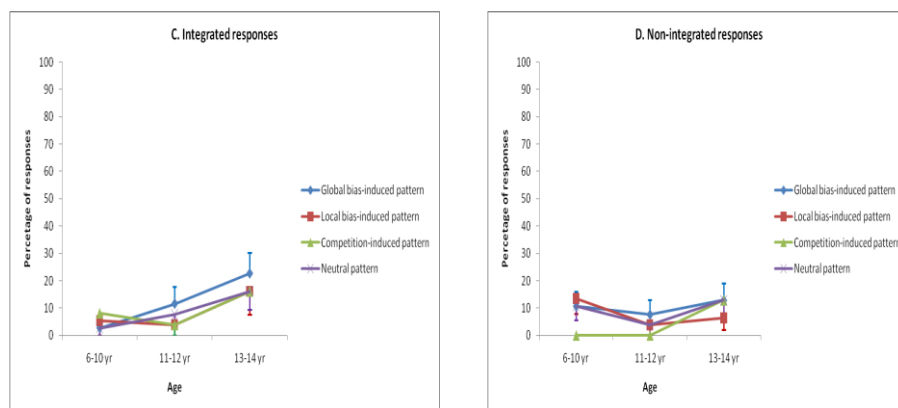 C. Integrated responses
100
90
80
70
60
50
40
30
20
10
0
Percetage of responses
6-10 yr 11-12 yr 13-14 yr
Age
Global bias-induced pattern
Local bias-induced pattern
Competition-induced pattern
Neutral pattern
D. Non-integrated responses
100
90
80
70
60
50
40
30
20
10
0
Percentage of responses
6-10 yr 11-12 yr 13-14 yr
Age
Global bias-induced pattern
Local bias-induced pattern
Competition-induced pattern
Neutral pattern